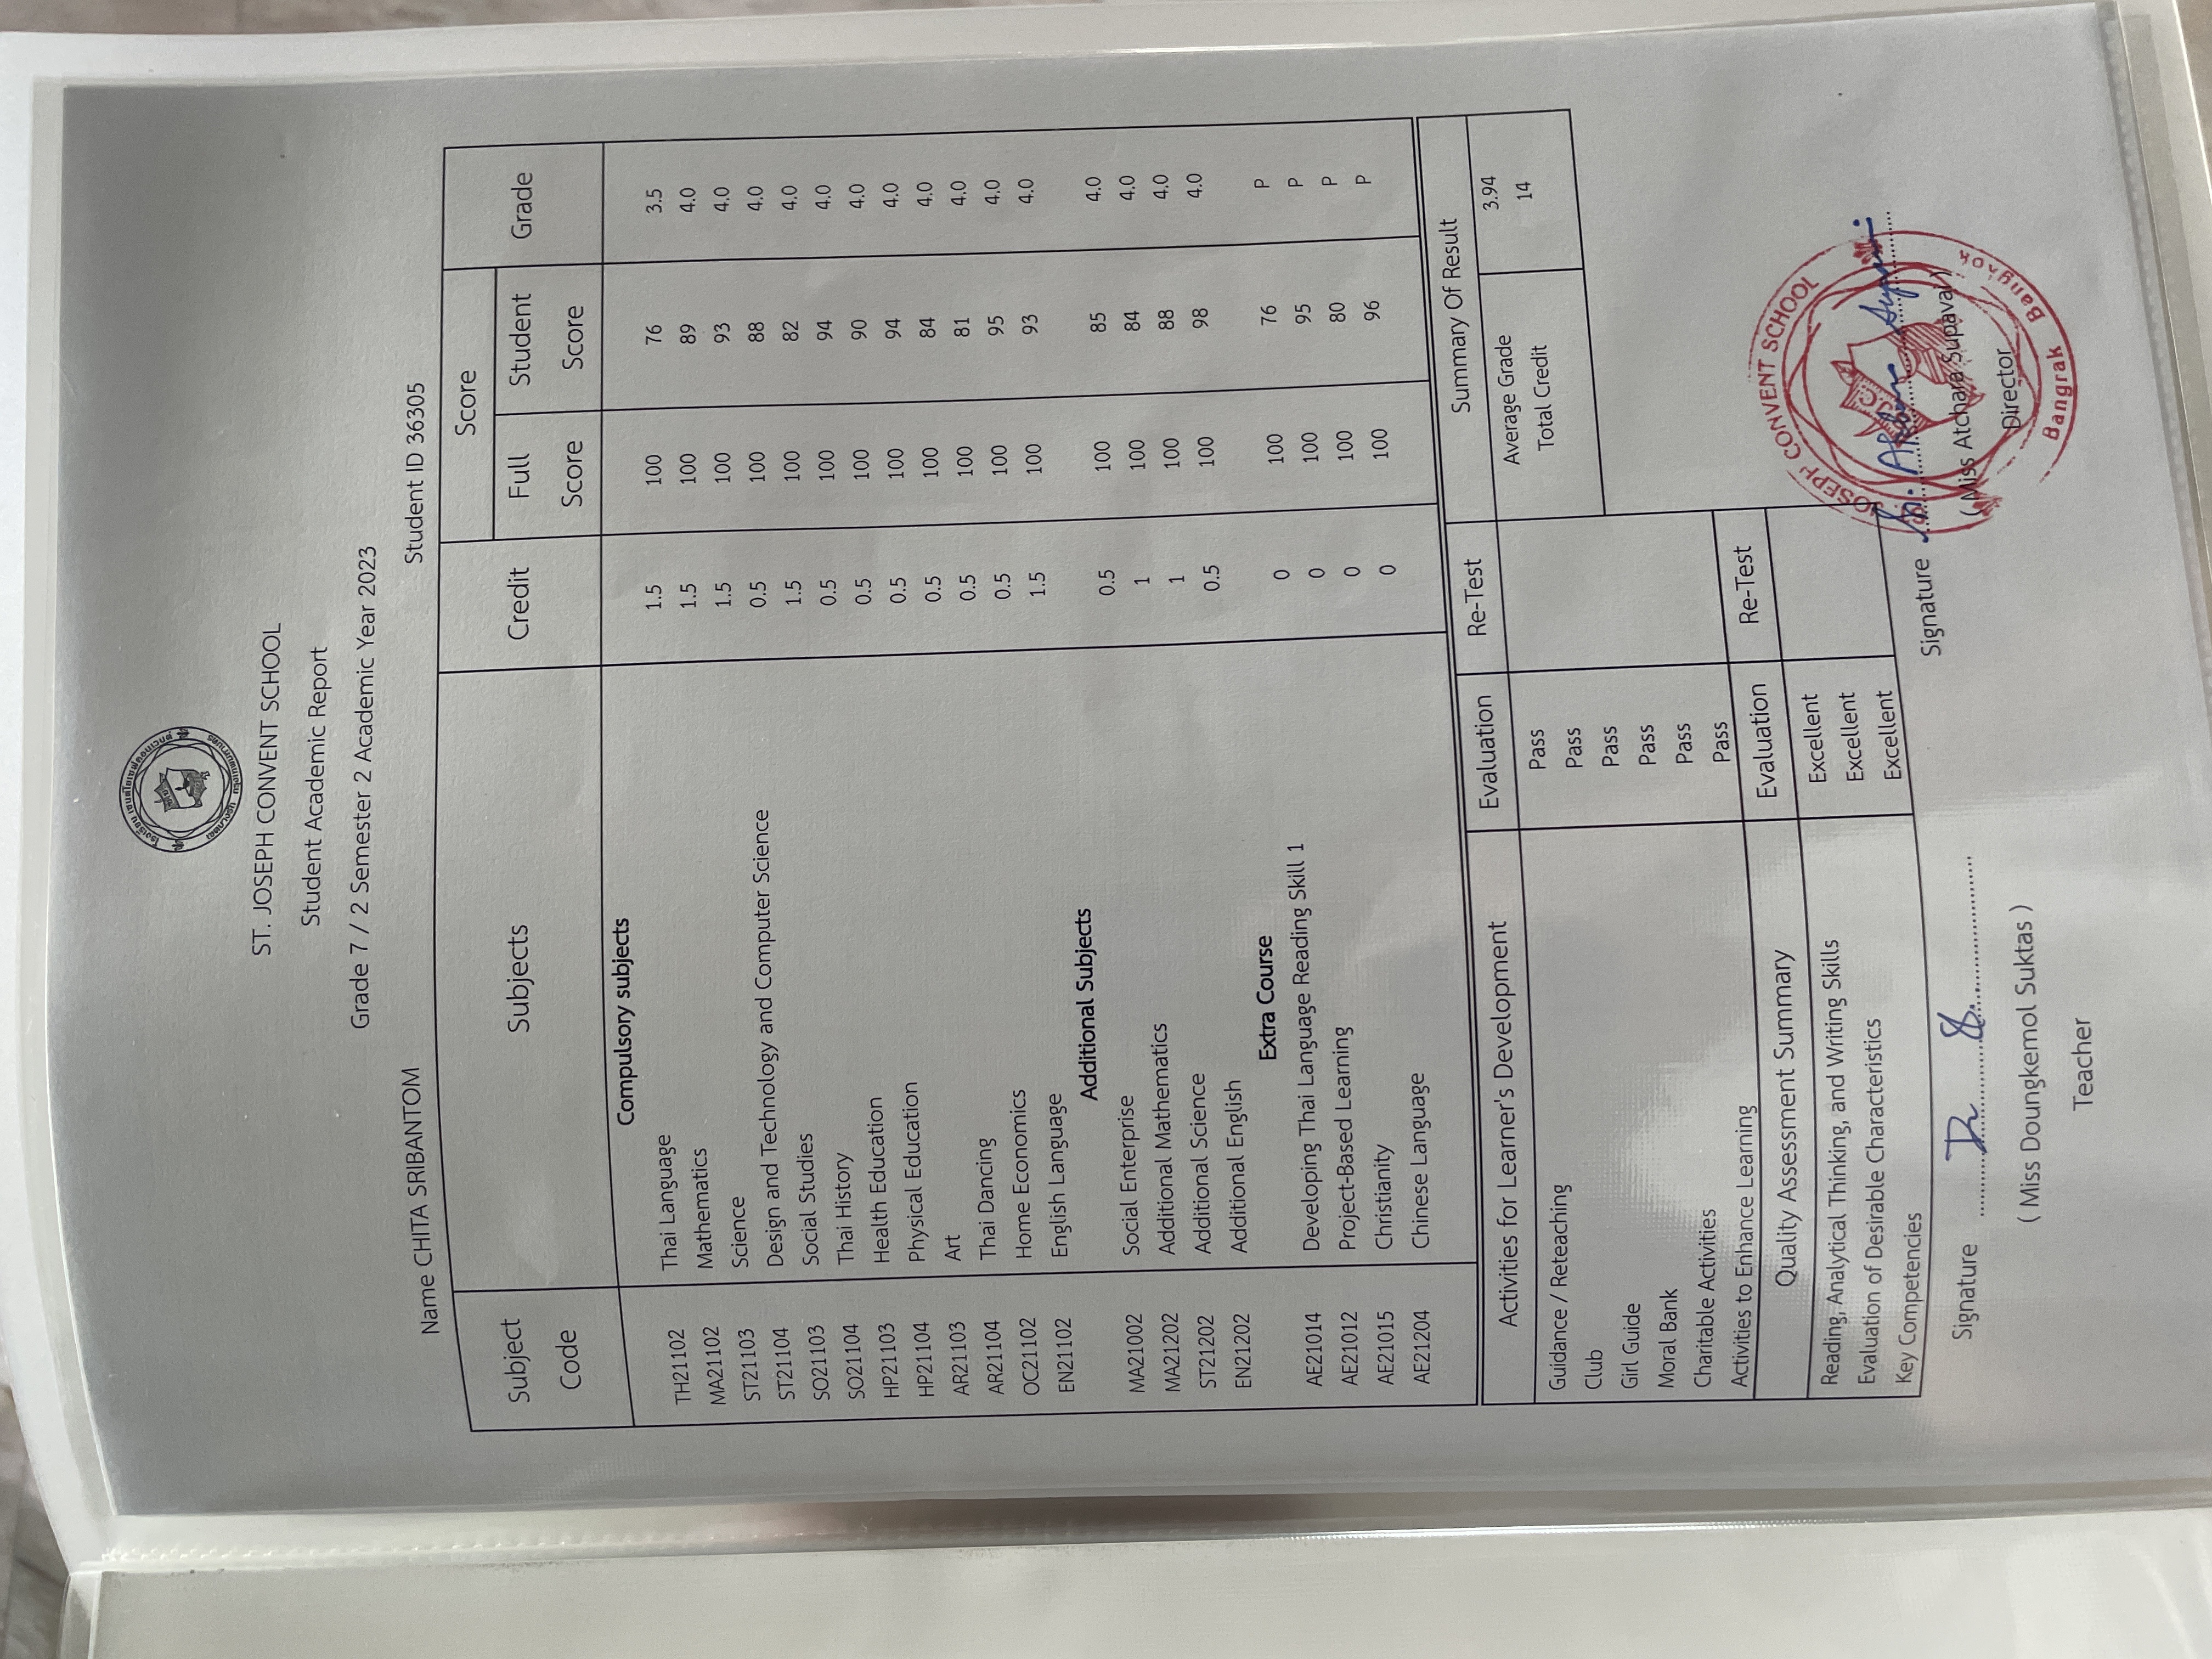 ST. JOSEPH CONVENT SCHOOL
Student Academic Report
Grade 7 / 2 Semester 2 Academic Year 2023
Name CHITA SRIBANTOM Student ID 36305
Subject Code Subjects Credit Score Grade
Full Score Student Score
Compulsory subjects
TH21102 Thai Language 1.5 100 76 3.5
MA21102 Mathematics 1.5 100 89 4.0
ST21103 Science 1.5 100 93 4.0
ST21104 Design and Technology and Computer Science 0.5 100 88 4.0
SO21103 Social Studies 1.5 100 82 4.0
SO21104 Thai History 0.5 100 94 4.0
HP21103 Health Education 0.5 100 90 4.0
HP21104 Physical Education 0.5 100 94 4.0
AR21103 Art 0.5 100 84 4.0
AR21104 Thai Dancing 0.5 100 81 4.0
OC21102 Home Economics 0.5 100 95 4.0
EN21102 English Language 1.5 100 93 4.0
Additional Subjects
MA21002 Social Enterprise 0.5 100 85 4.0
MA21202 Additional Mathematics 1 100 84 4.0
ST21202 Additional Science 1 100 88 4.0
EN21202 Additional English 0.5 100 98 4.0
Extra Course
AE21014 Developing Thai Language Reading Skill 1 0 100 76 P
AE21012 Project-Based Learning 0 100 95 P
AE21015 Christianity 0 100 80 P
AE21204 Chinese Language 0 100 96 P
Activities for Learner's Development Evaluation Re-Test Summary Of Result
Guidance / Reteaching Pass Average Grade 3.94
Club Pass Total Credit 14
Girl Guide Pass
Moral Bank Pass
Charitable Activities Pass
Activities to Enhance Learning Pass
Quality Assessment Summary Evaluation Re-Test
Reading, Analytical Thinking, and Writing Skills Excellent
Evaluation of Desirable Characteristics Excellent
Key Competencies Excellent
Signature Signature
( Miss Doungkemol Suktas ) (Miss Atchara Supavai)
Teacher Director
JOSEPH CONVENT SCHOOL
Bangrak Bangkok